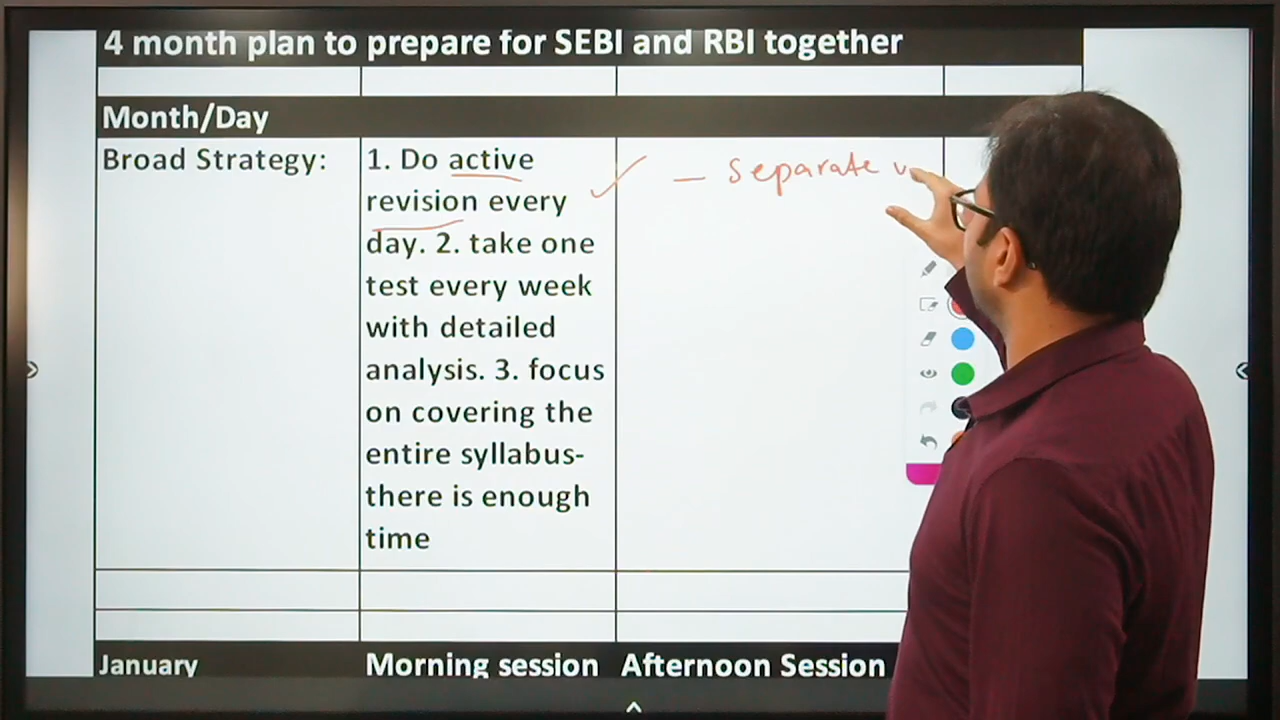 4 month plan to prepare for SEBI and RBI together
Month/Day
Broad Strategy:
1. Do active
revision every
day. 2. take one
test every week
with detailed
analysis. 3. focus
on covering the
entire syllabus-
there is enough
time
– separate
January
Morning session
Afternoon Session